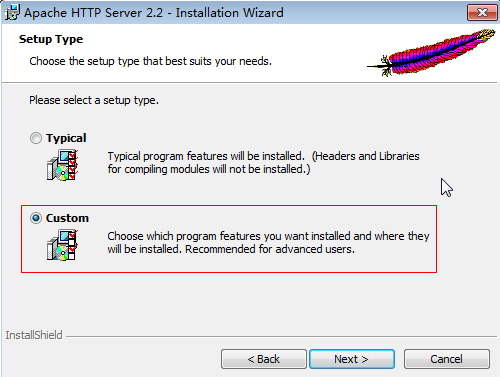 Apache HTTP Server 2.2 - Installation Wizard
Setup Type
Choose the setup type that best suits your needs.
Please select a setup type.
Typical
Typical program features will be installed. (Headers and Libraries
for compiling modules will not be installed.)
Custom
Choose which program features you want installed and where they
will be installed. Recommended for advanced users.
InstallShield
< Back
Next >
Cancel